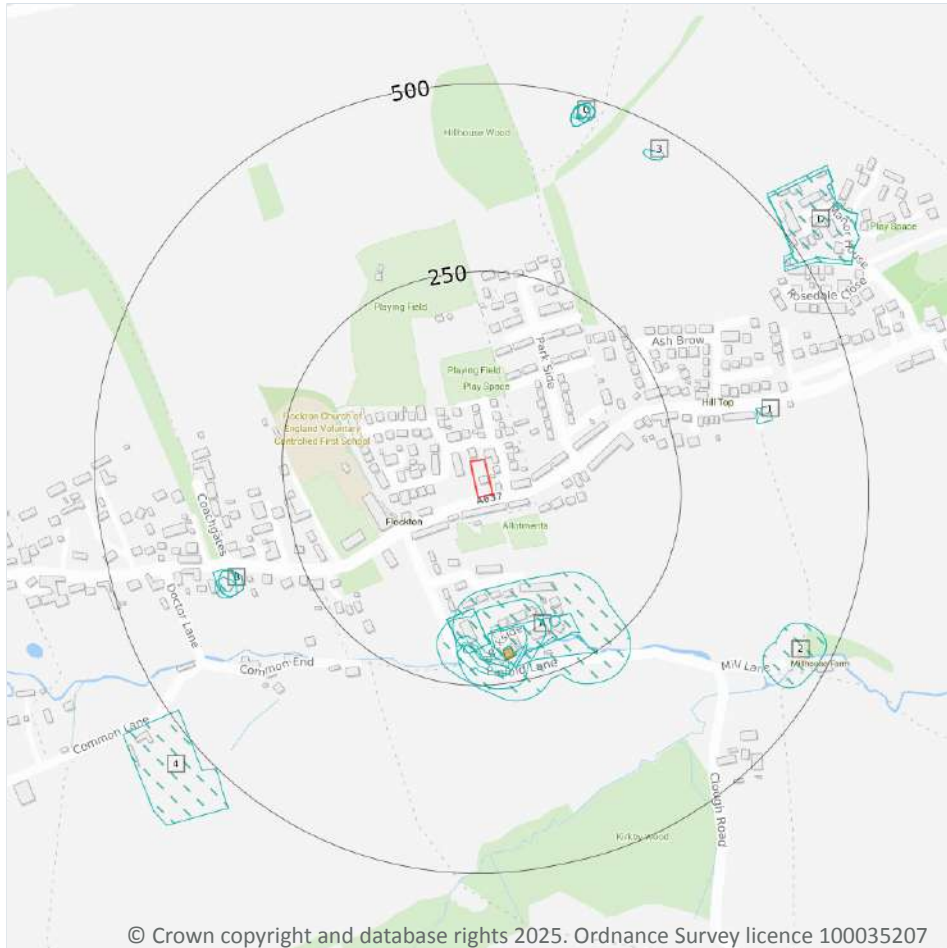 500
3
Hillhouse Wood
D
Manor House
Play Space
Rosedale Close
250
Playing Field
Park Side
Ash Brow
Playing Field
Play Space
Hill Top
1
Flockton Church of
England Voluntary
Controlled First School
A637
Flockton
Allotments
Coachgates
Doctor Lane
A
2
Mill Lane
Millhouse Farm
Common End
Common Lane
4
Clough Road
Kirkby Wood
© Crown copyright and database rights 2025. Ordnance Survey licence 100035207